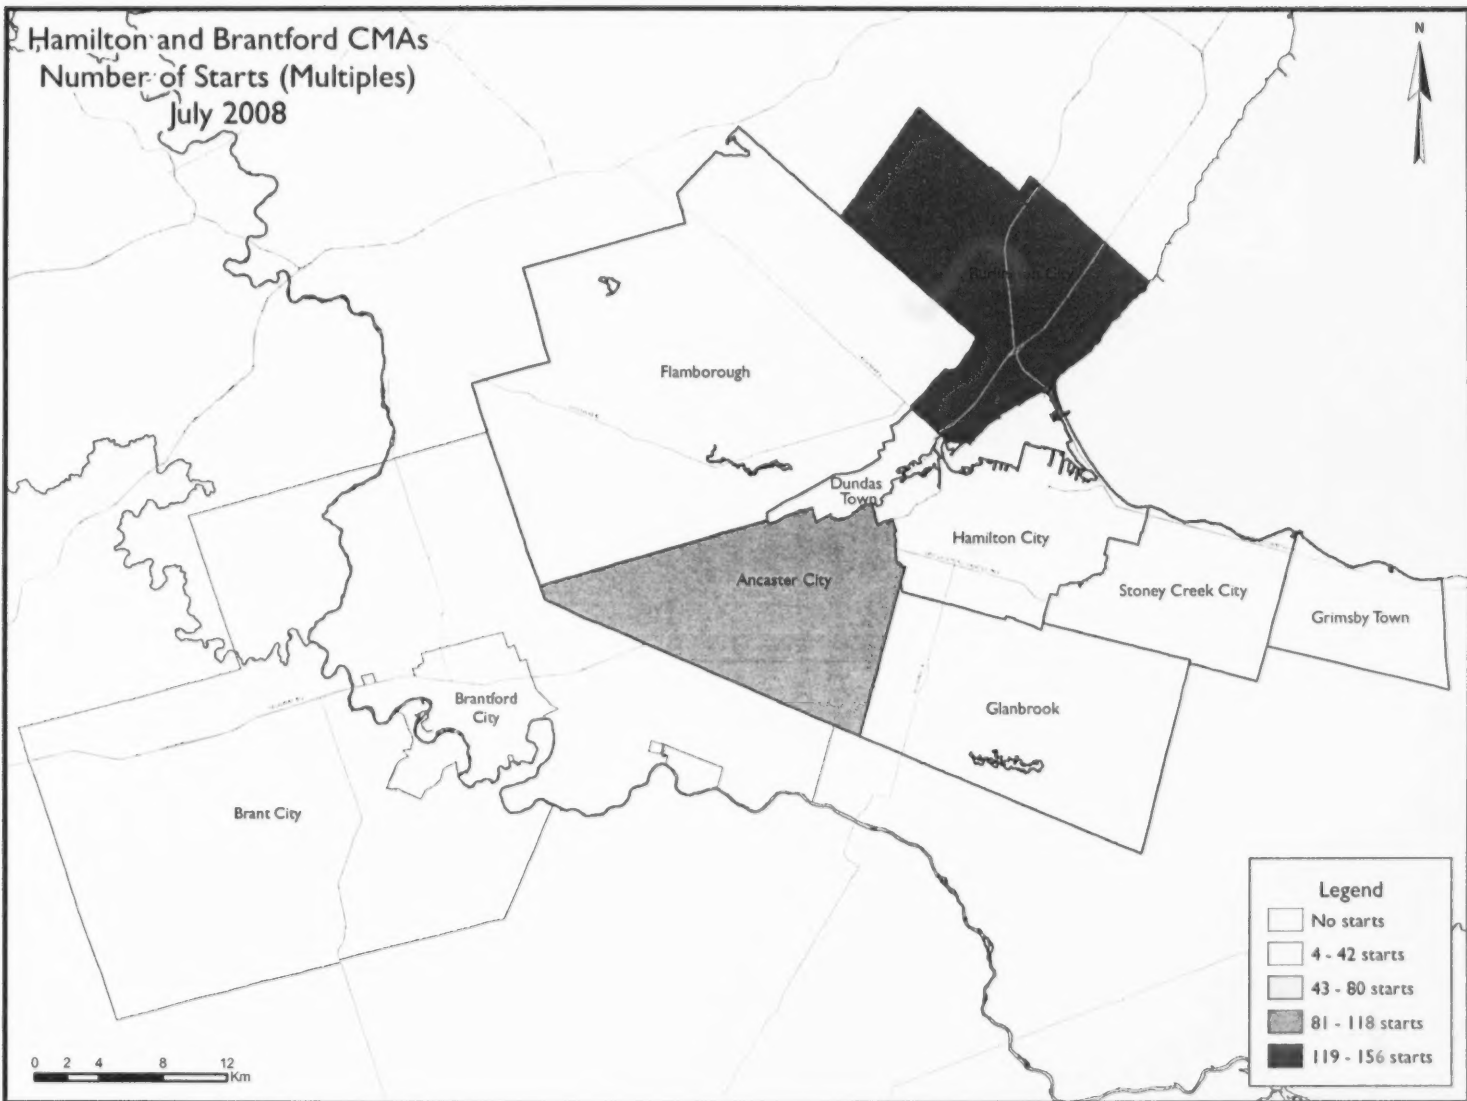 Hamilton and Brantford CMAs
Number of Starts (Multiples)
July 2008
N
Burlington City
Flamborough
Dundas
Town
Hamilton City
Ancaster City
Stoney Creek City
Grimsby Town
Brantford
City
Glanbrook
Brant City
Legend
No starts
4 - 42 starts
43 - 80 starts
81 - 118 starts
119 - 156 starts
0 2 4 8 12
Km